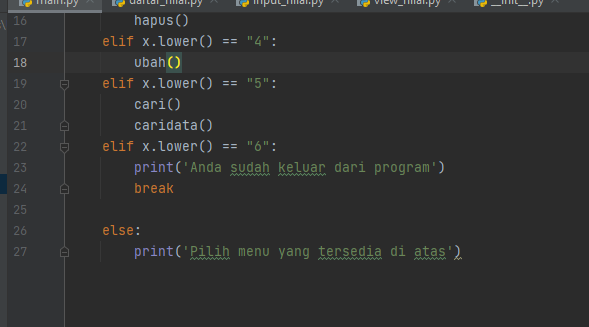 main.py daftar_nilai.py input_nilai.py view_nilai.py __init__.py
16 hapus()
17 elif x.lower() == "4":
18 ubah()
19 elif x.lower() == "5":
20 cari()
21 caridata()
22 elif x.lower() == "6":
23 print('Anda sudah keluar dari program')
24 break
25
26 else:
27 print('Pilih menu yang tersedia di atas')